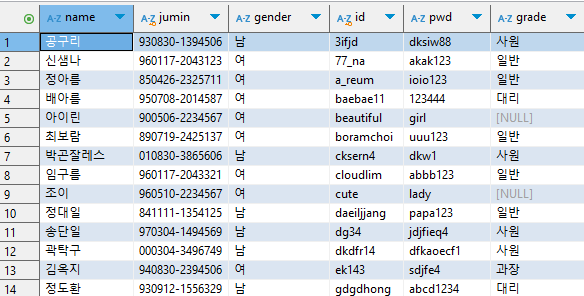 A-Z name A-Z jumin A-Z gender A-Z id A-Z pwd A-Z grade
1 공구리 930830-1394506 남 3ifjd dksiw88 사원
2 신샘나 960117-2043123 여 77_na akak123 일반
3 정아름 850426-2325711 여 a_reum ioio123 일반
4 배아름 950708-2014587 여 baebae11 123444 대리
5 아이린 900506-2234567 여 beautiful girl [NULL]
6 최보람 890719-2425137 여 boramchoi uuu123 일반
7 박곤잘레스 010830-3865606 남 cksern4 dkw1 사원
8 임구름 960117-2043321 여 cloudlim abbb123 일반
9 조이 960510-2234567 여 cute lady [NULL]
10 정대일 841111-1354125 남 daeiljjang papa123 일반
11 송단일 970304-1494569 남 dg34 jdjfieq4 사원
12 곽탁구 000304-3496749 남 dkdfr14 dfkaoecf1 사원
13 김옥지 940830-2394506 여 ek143 sdjfe4 과장
14 정도환 930912-1556329 남 gdgdhong abcd1234 대리